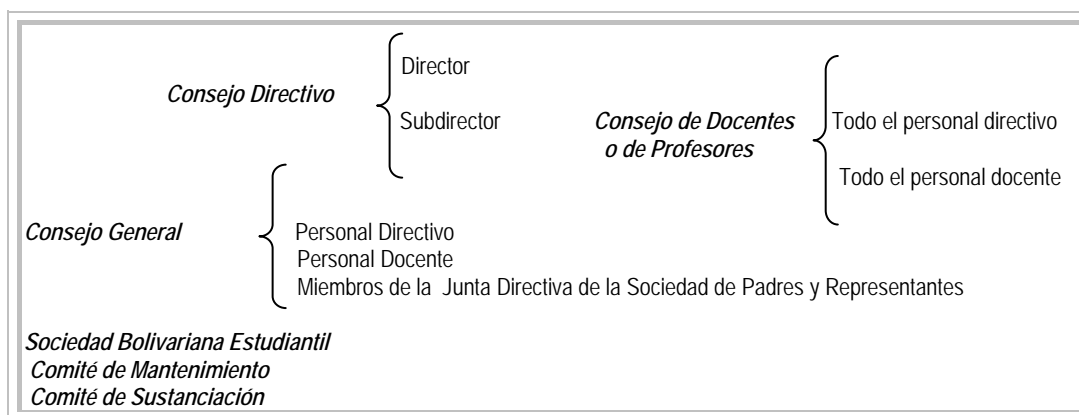 Consejo Directivo
Director
Subdirector
Consejo de Docentes
o de Profesores
Todo el personal directivo
Todo el personal docente
Consejo General
Personal Directivo
Personal Docente
Miembros de la Junta Directiva de la Sociedad de Padres y Representantes
Sociedad Bolivariana Estudiantil
Comité de Mantenimiento
Comité de Sustanciación